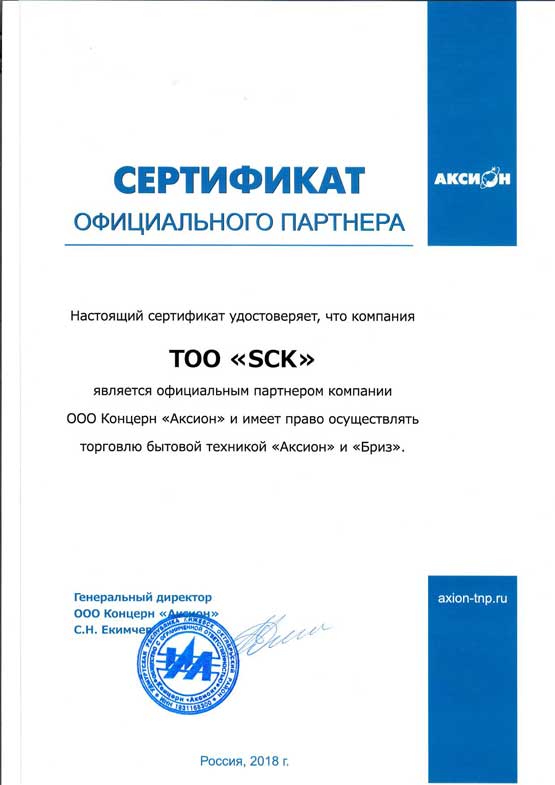 АКСИОН
СЕРТИФИКАТ
ОФИЦИАЛЬНОГО ПАРТНЕРА
Настоящий сертификат удостоверяет, что компания
ТОО «SCK»
является официальным партнером компании
ООО Концерн «Аксион» и имеет право осуществлять
торговлю бытовой техникой «Аксион» и «Бриз».
Генеральный директор
ООО Концерн «Аксион»
С.Н.
axion-tnp.ru
Россия, 2018 г.